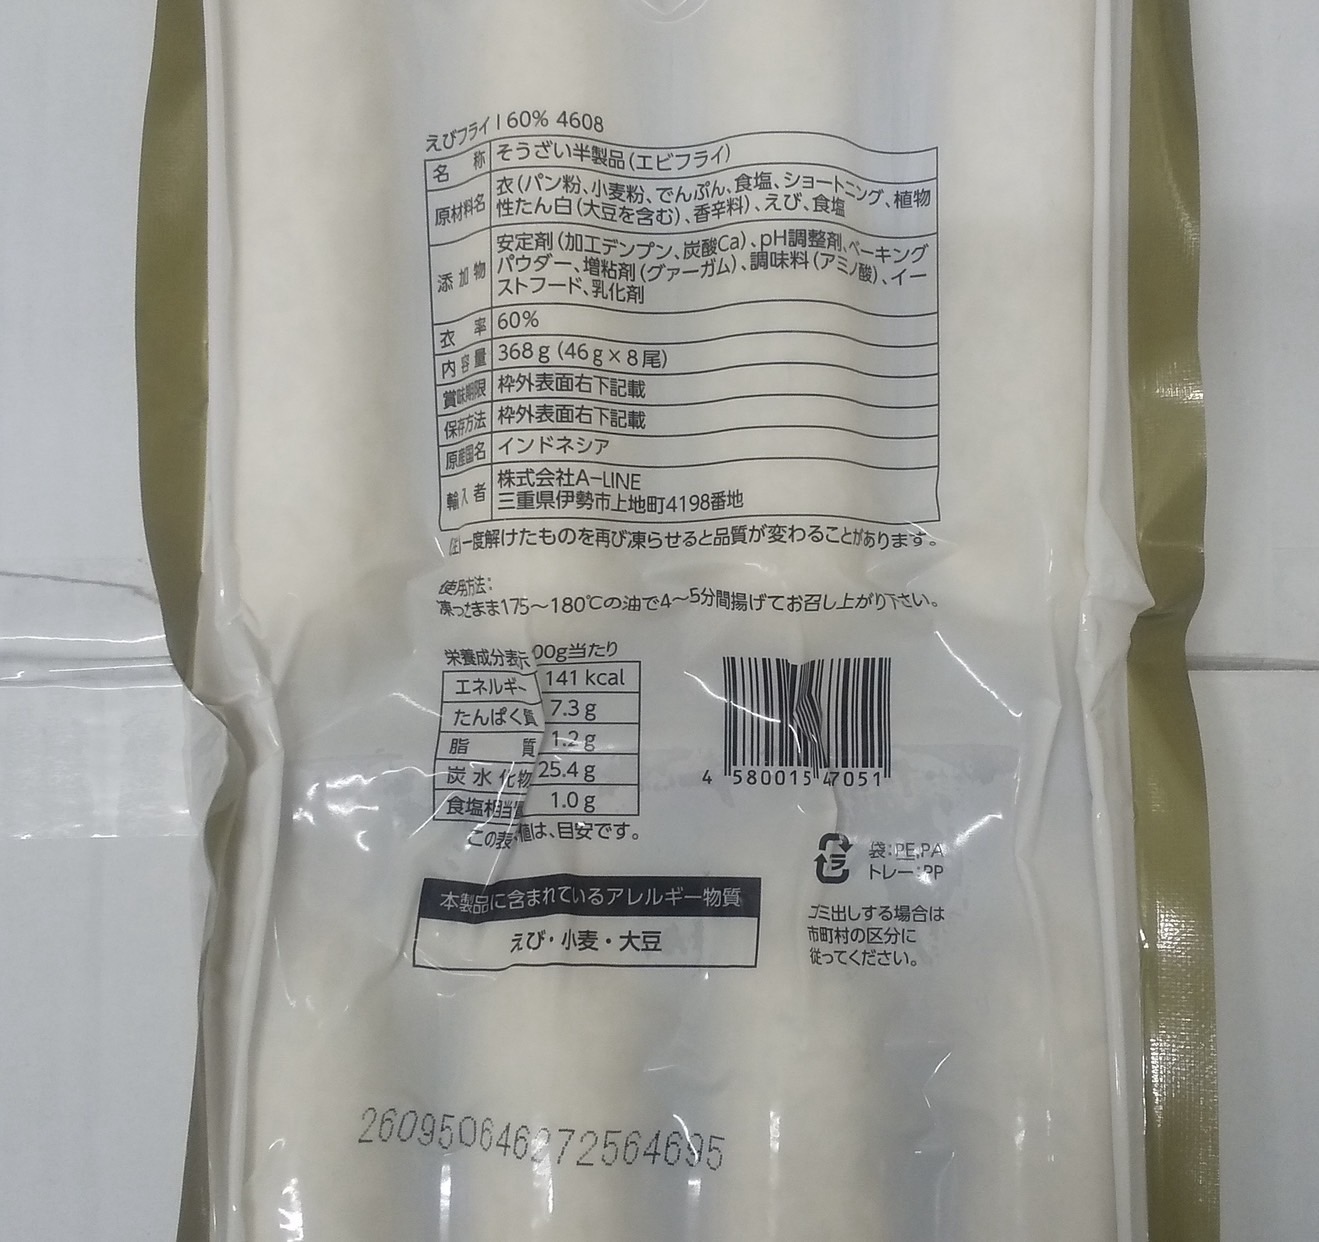 えびフライI 60% 4608
名称 そうざい半製品(エビフライ)
原材料名 衣(パン粉、小麦粉、でんぷん、食塩、ショートニング、植物
性たん白(大豆を含む)、香辛料)、えび、食塩
添加物 安定剤(加工デンプン、炭酸Ca)、pH調整剤、ベーキング
パウダー、増粘剤(グァーガム)、調味料(アミノ酸)、イー
ストフード、乳化剤
衣率 60%
内容量 368g(46g×8尾)
賞味期限 枠外表面右下記載
保存方法 枠外表面右下記載
原産国名 インドネシア
輸入者 株式会社A-LINE
三重県伊勢市上地町4198番地
(注)一度解けたものを再び凍らせると品質が変わることがあります。
使用方法:
凍ったまま175〜180℃の油で4〜5分間揚げてお召し上がり下さい。
栄養成分表示 00g当たり
エネルギー 141 kcal
たんぱく質 7.3g
脂質 1.2g
炭水化物 25.4g
食塩相当量 1.0g
この表 値は、目安です。
4 580015 47051
ラ
袋:PE,PA
トレー:PP
ゴミ出しする場合は
市町村の区分に
従ってください。
本製品に含まれているアレルギー物質
えび・小麦・大豆